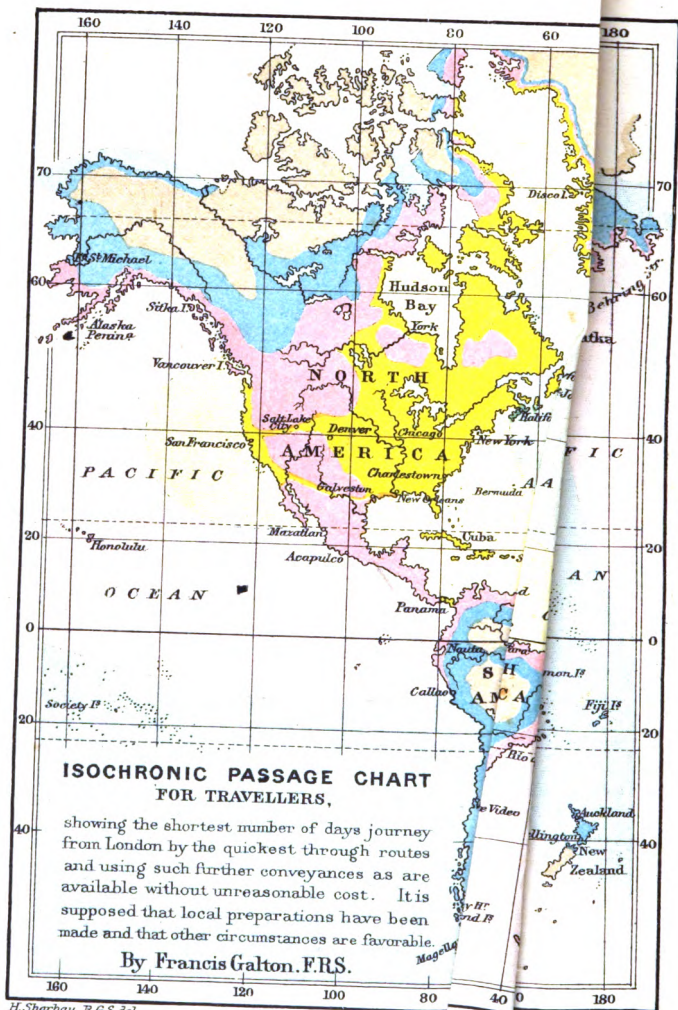 160 140 120 100 80 60 180
70 70
Disco I.
St Michael
60 60
Behring
Hudson
Bay
Sitka I.
York
Alaska
Penina
Vancouver I.
NORTH
Halifx
Salt Lake
City
Denver
Chicago
40 40
San Francisco
New York
AMERICA
FIC
PACIFIC
Charlestown
Galveston
New Orleans
Bermuda
Mazatlan
Cuba
20 20
Honolulu
Acapulco
AN
OCEAN
Panama
0 0
Nauta
Callao
Society Is
Fiji Is
20
ISOCHRONIC PASSAGE CHART
FOR TRAVELLERS,
showing the shortest number of days journey
from London by the quickest through routes
and using such further conveyances as are
available without unreasonable cost. It is
supposed that local preparations have been
made and that other circumstances are favorable.
By Francis Galton. F.R.S.
Auckland
40 40
New
Zealand
160 140 120 100 80 40 0 180